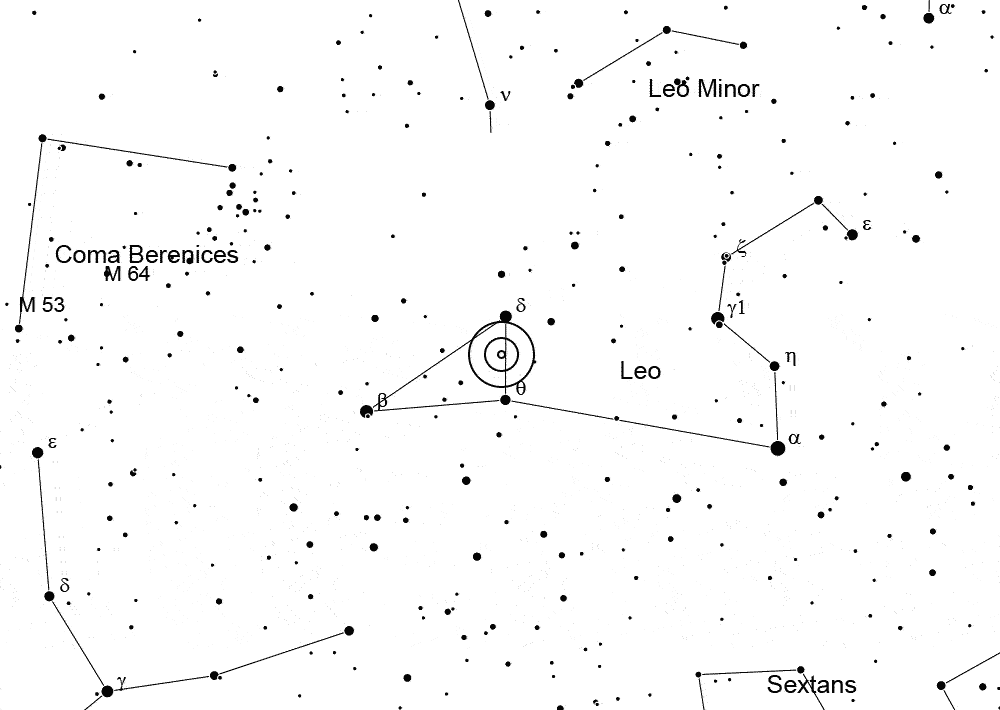 α
ν
Leo Minor
ε
ζ
Coma Berenices
M 64
M 53
δ
γ1
η
Leo
θ
β
α
ε
δ
γ
Sextans